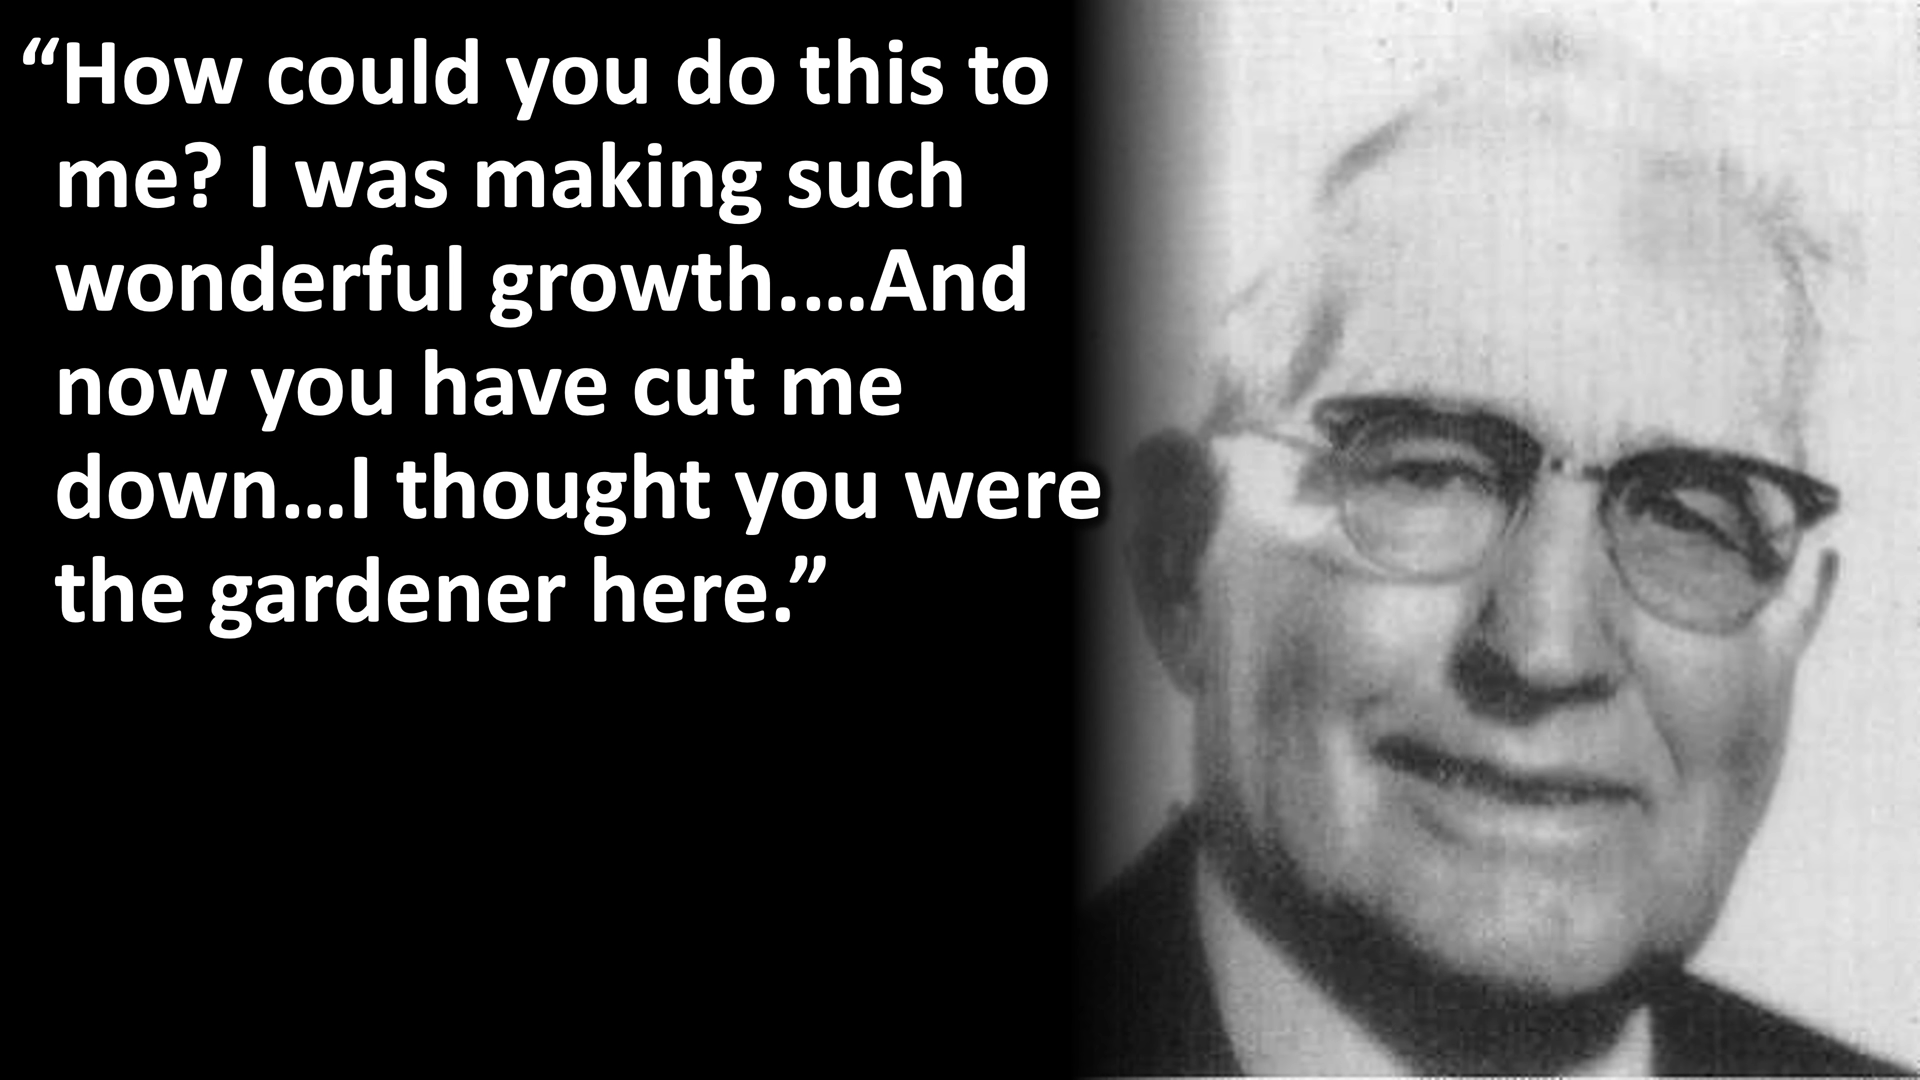 “How could you do this to
me? I was making such
wonderful growth.…And
now you have cut me
down…I thought you were
the gardener here.”